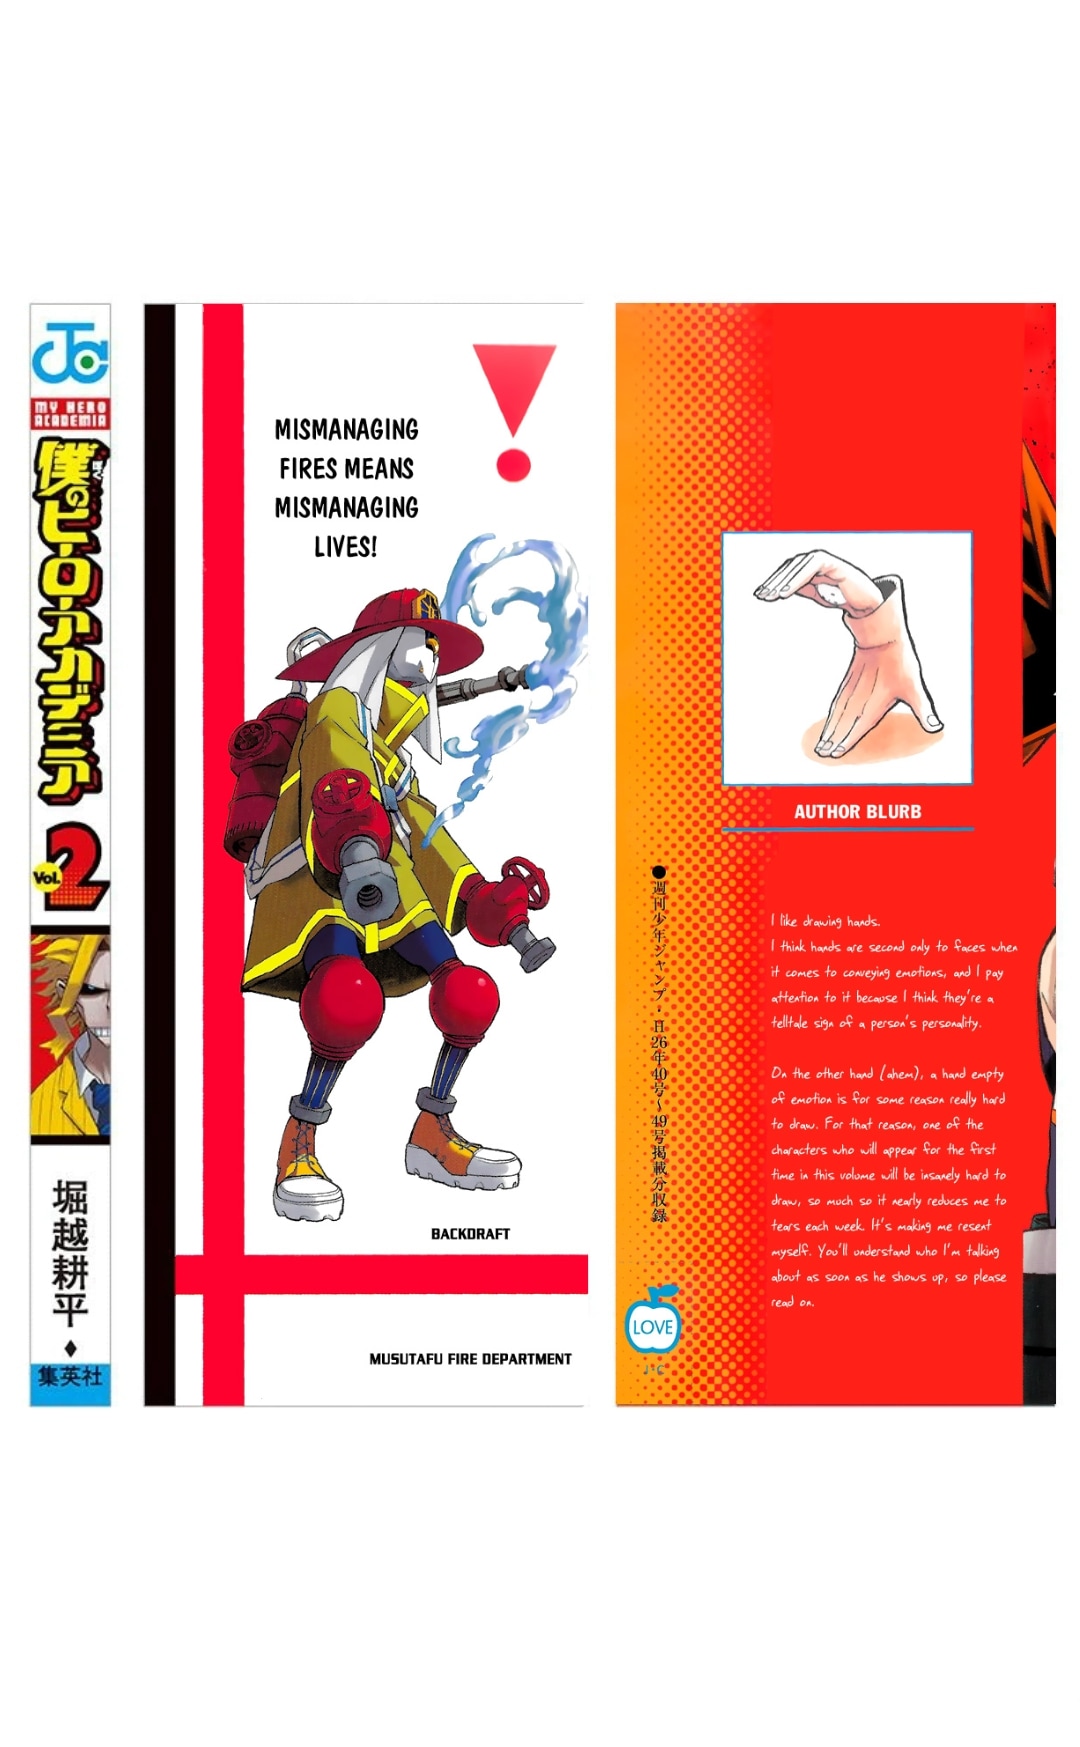 JC
MY HERO
ACADEMIA
僕のヒーローアカデミア
ぼく
Vol.2
堀越耕平◆
集英社
MISMANAGING
FIRES MEANS
MISMANAGING
LIVES!
BACKDRAFT
MUSUTAFU FIRE DEPARTMENT
AUTHOR BLURB
●週刊少年ジャンプ・H26年40号〜49号掲載分収録
I like drawing hands.
I think hands are second only to faces when
it comes to conveying emotions, and I pay
attention to it because I think they're a
telltale sign of a person's personality.
On the other hand (ahem), a hand empty
of emotion is for some reason really hard
to draw. For that reason, one of the
characters who will appear for the first
time in this volume will be insanely hard to
draw, so much so it nearly reduces me to
tears each week. It's making me resent
myself. You'll understand who I'm talking
about as soon as he shows up, so please
read on.
LOVE
J·C